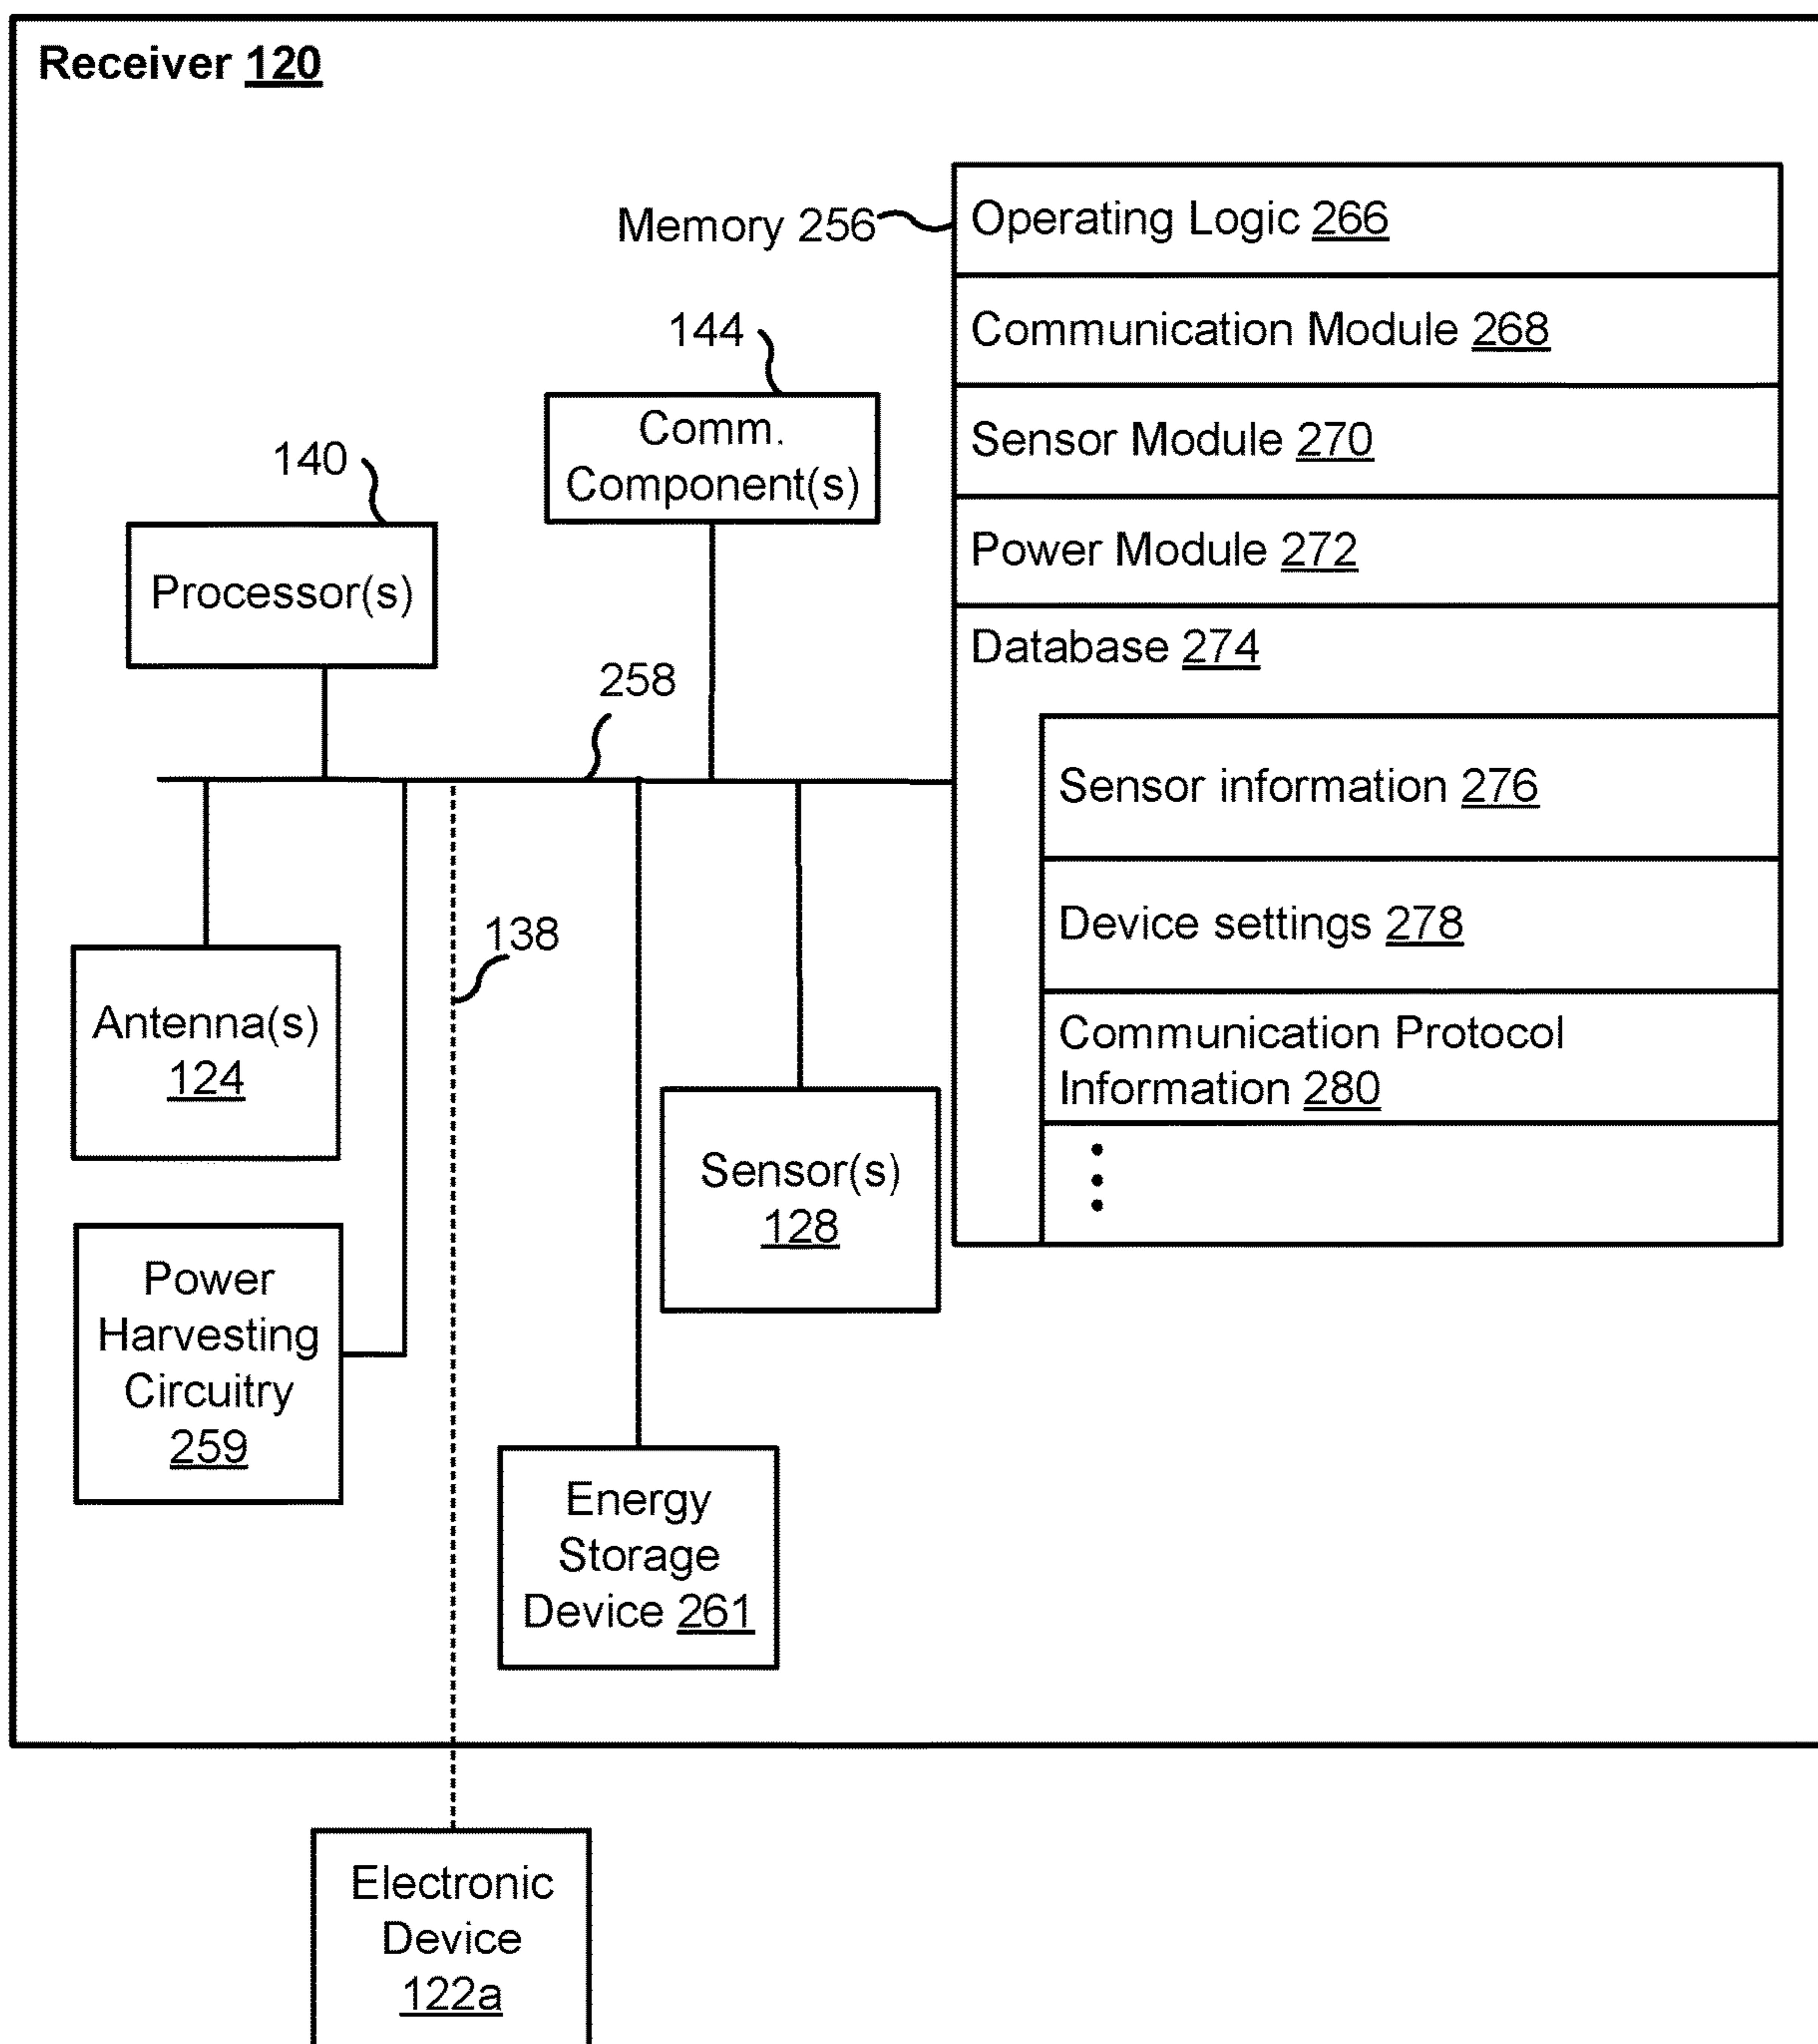 Receiver 120
Memory 256
Operating Logic 266
Communication Module 268
Sensor Module 270
Power Module 272
Database 274
Sensor information 276
Device settings 278
Communication Protocol
Information 280
144
Comm.
Component(s)
140
Processor(s)
258
138
Antenna(s)
124
Sensor(s)
128
Power
Harvesting
Circuitry
259
Energy
Storage
Device 261
Electronic
Device
122a